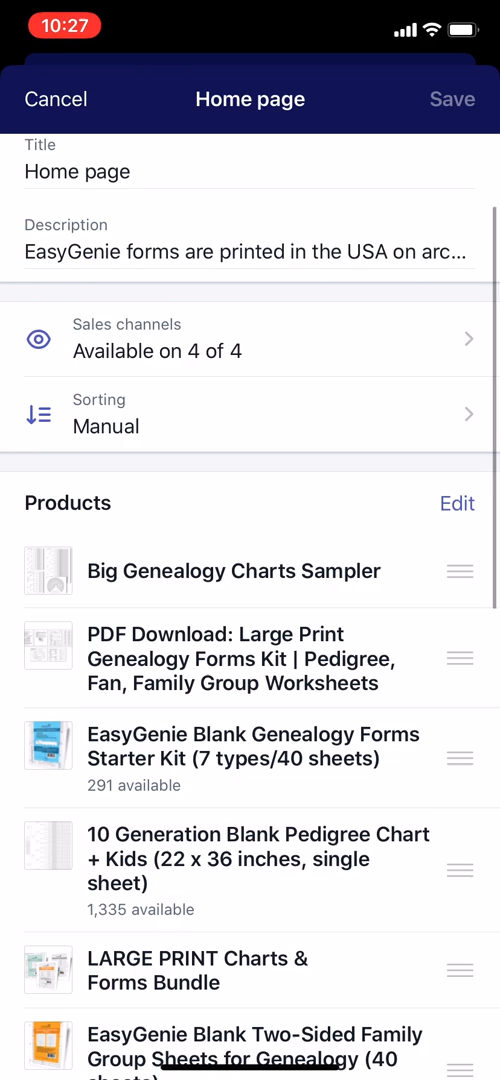 10:27
Cancel
Home page
Save
Title
Home page
Description
EasyGenie forms are printed in the USA on arc...
Sales channels
Available on 4 of 4
Sorting
Manual
Products
Edit
Big Genealogy Charts Sampler
PDF Download: Large Print
Genealogy Forms Kit | Pedigree,
Fan, Family Group Worksheets
EasyGenie Blank Genealogy Forms
Starter Kit (7 types/40 sheets)
291 available
10 Generation Blank Pedigree Chart
+ Kids (22 x 36 inches, single
sheet)
1,335 available
LARGE PRINT Charts &
Forms Bundle
EasyGenie Blank Two-Sided Family
Group Sheets for Genealogy (40
sheets)